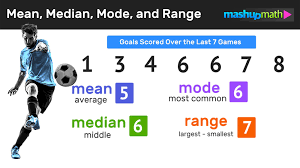 Mean, Median, Mode, and Range
mashupmath
Goals Scored Over the Last 7 Games
1 3 4 6 6 7 8
mean 5
average
mode 6
most common
median 6
middle
range 7
largest - smallest